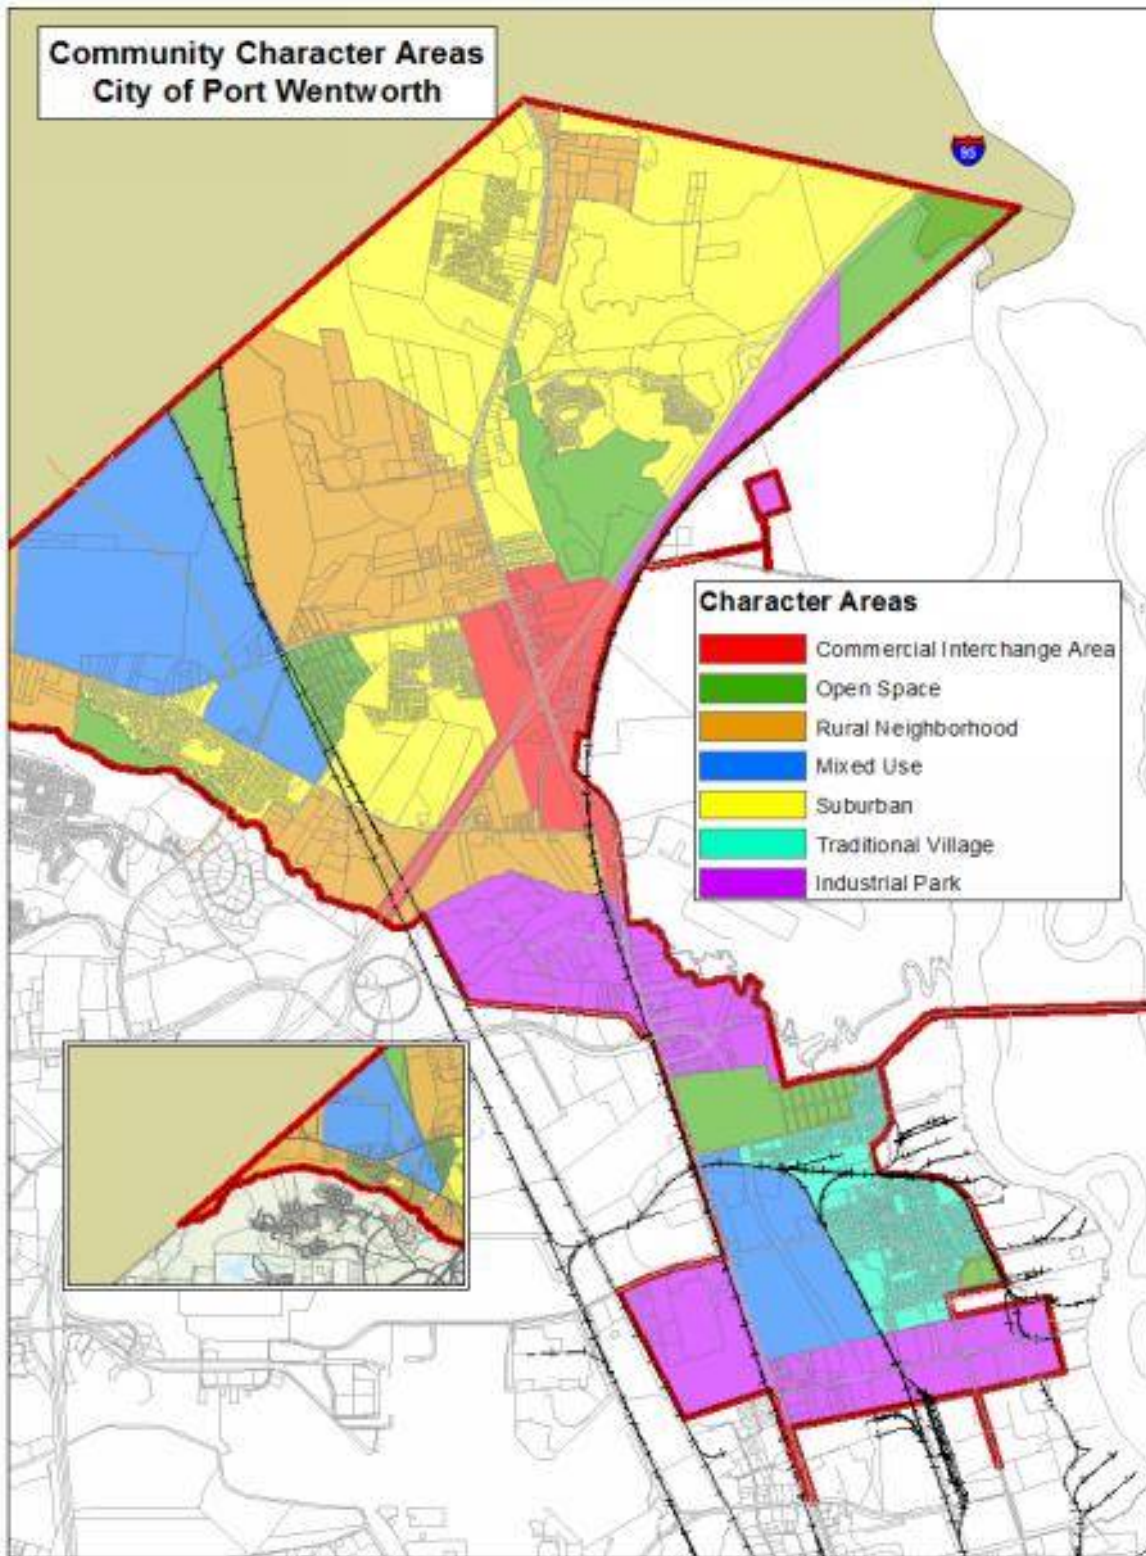 Community Character Areas
City of Port Wentworth
95
Character Areas
Commercial Interchange Area
Open Space
Rural Neighborhood
Mixed Use
Suburban
Traditional Village
Industrial Park